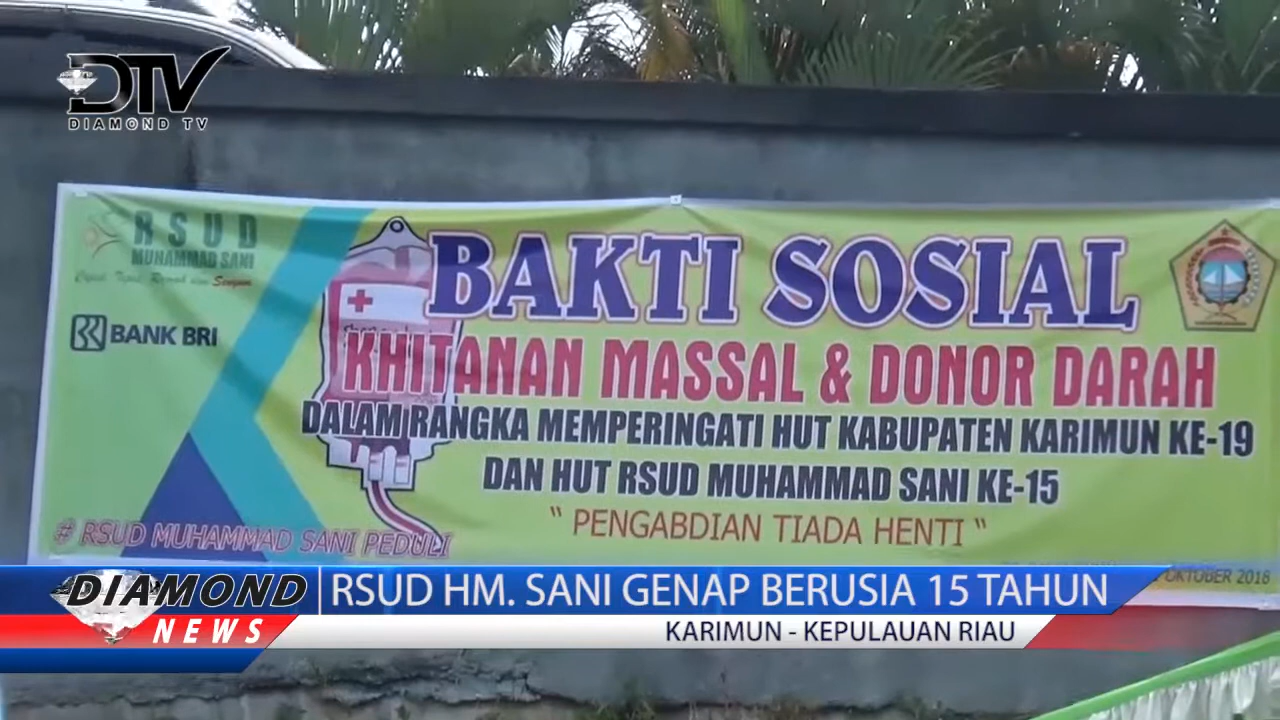 DTV
DIAMOND TV
RSUD
MUHAMMAD SANI
BANK BRI
BAKTI SOSIAL
KHITANAN MASSAL & DONOR DARAH
DALAM RANGKA MEMPERINGATI HUT KABUPATEN KARIMUN KE-19
DAN HUT RSUD MUHAMMAD SANI KE-15
" PENGABDIAN TIADA HENTI "
# RSUD MUHAMMAD SANI PEDULI
OKTOBER 2018
DIAMOND
NEWS
RSUD HM. SANI GENAP BERUSIA 15 TAHUN
KARIMUN - KEPULAUAN RIAU